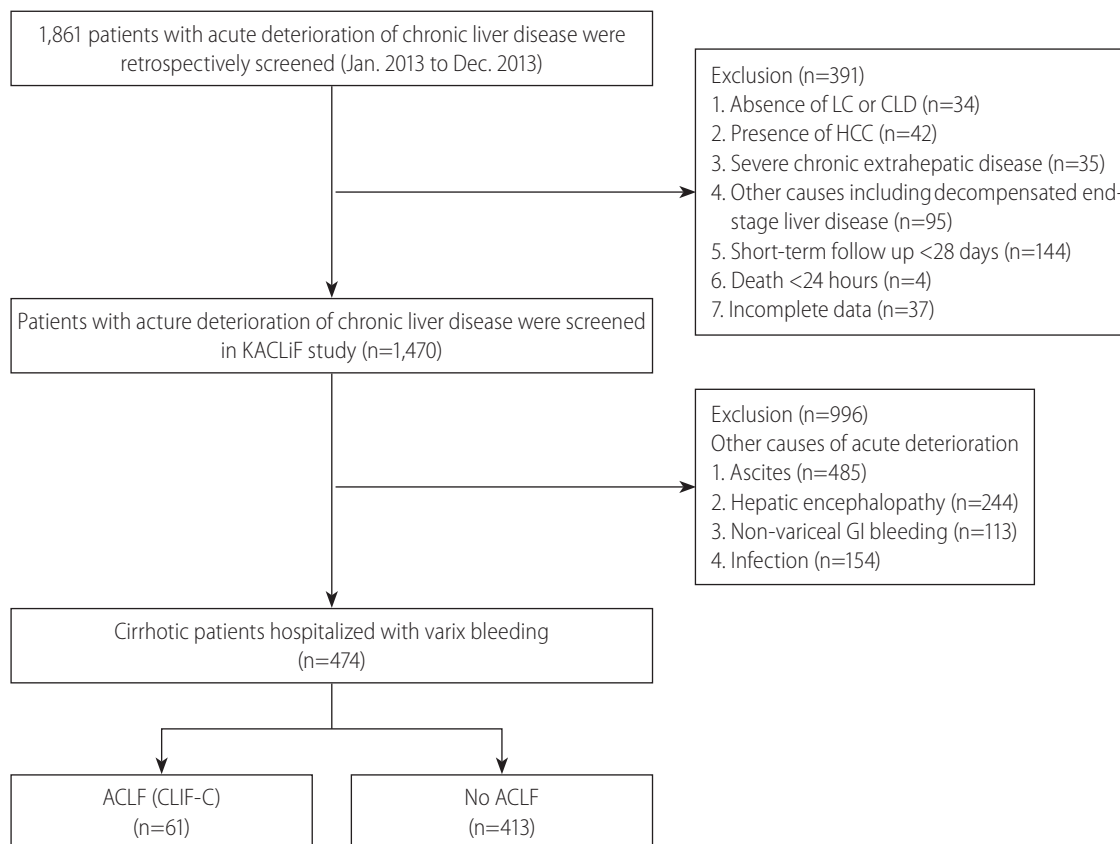 1,861 patients with acute deterioration of chronic liver disease were
retrospectively screened (Jan. 2013 to Dec. 2013)
Exclusion (n=391)
1. Absence of LC or CLD (n=34)
2. Presence of HCC (n=42)
3. Severe chronic extrahepatic disease (n=35)
4. Other causes including decompensated end-
stage liver disease (n=95)
5. Short-term follow up <28 days (n=144)
6. Death <24 hours (n=4)
7. Incomplete data (n=37)
Patients with acture deterioration of chronic liver disease were screened
in KACLiF study (n=1,470)
Exclusion (n=996)
Other causes of acute deterioration
1. Ascites (n=485)
2. Hepatic encephalopathy (n=244)
3. Non-variceal GI bleeding (n=113)
4. Infection (n=154)
Cirrhotic patients hospitalized with varix bleeding
(n=474)
ACLF (CLIF-C)
(n=61)
No ACLF
(n=413)